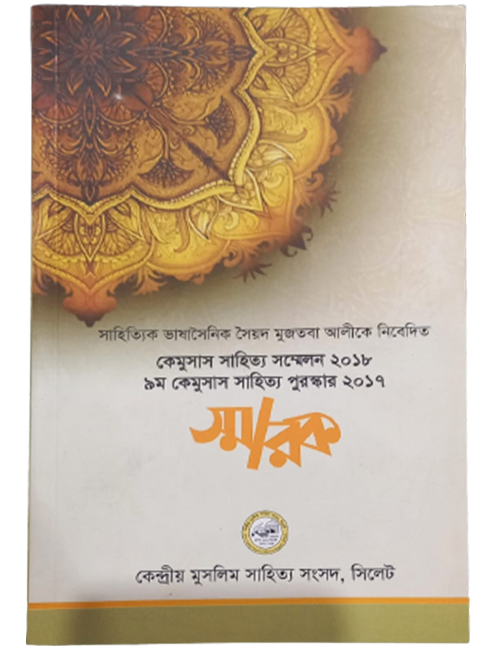 সাহিত্যিক ভাষাসৈনিক সৈয়দ মুজতবা আলীকে নিবেদিত
কেমুসাস সাহিত্য সম্মেলন ২০১৮
৯ম কেমুসাস সাহিত্য পুরস্কার ২০১৭
স্মারক
কেন্দ্রীয় মুসলিম সাহিত্য সংসদ, সিলেট